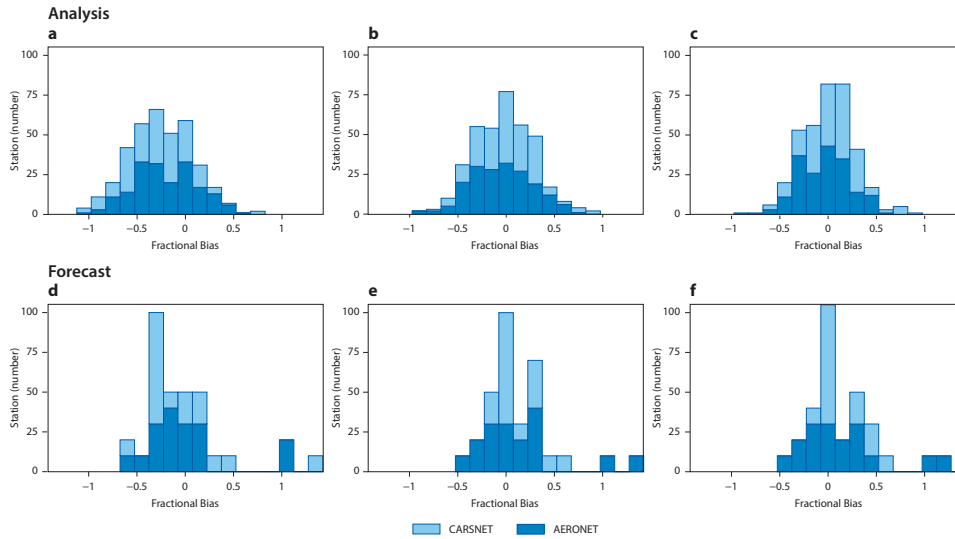 Analysis
a
b
c
100
75
50
25
0
Station (number)
−1
−0.5
0
0.5
1
Fractional Bias
100
75
50
25
0
Station (number)
−1
−0.5
0
0.5
1
Fractional Bias
100
75
50
25
0
Station (number)
−1
−0.5
0
0.5
1
Fractional Bias
Forecast
d
e
f
100
75
50
25
0
Station (number)
−1
−0.5
0
0.5
1
Fractional Bias
100
75
50
25
0
Station (number)
−1
−0.5
0
0.5
1
Fractional Bias
100
75
50
25
0
Station (number)
−1
−0.5
0
0.5
1
Fractional Bias
CARSNET
AERONET